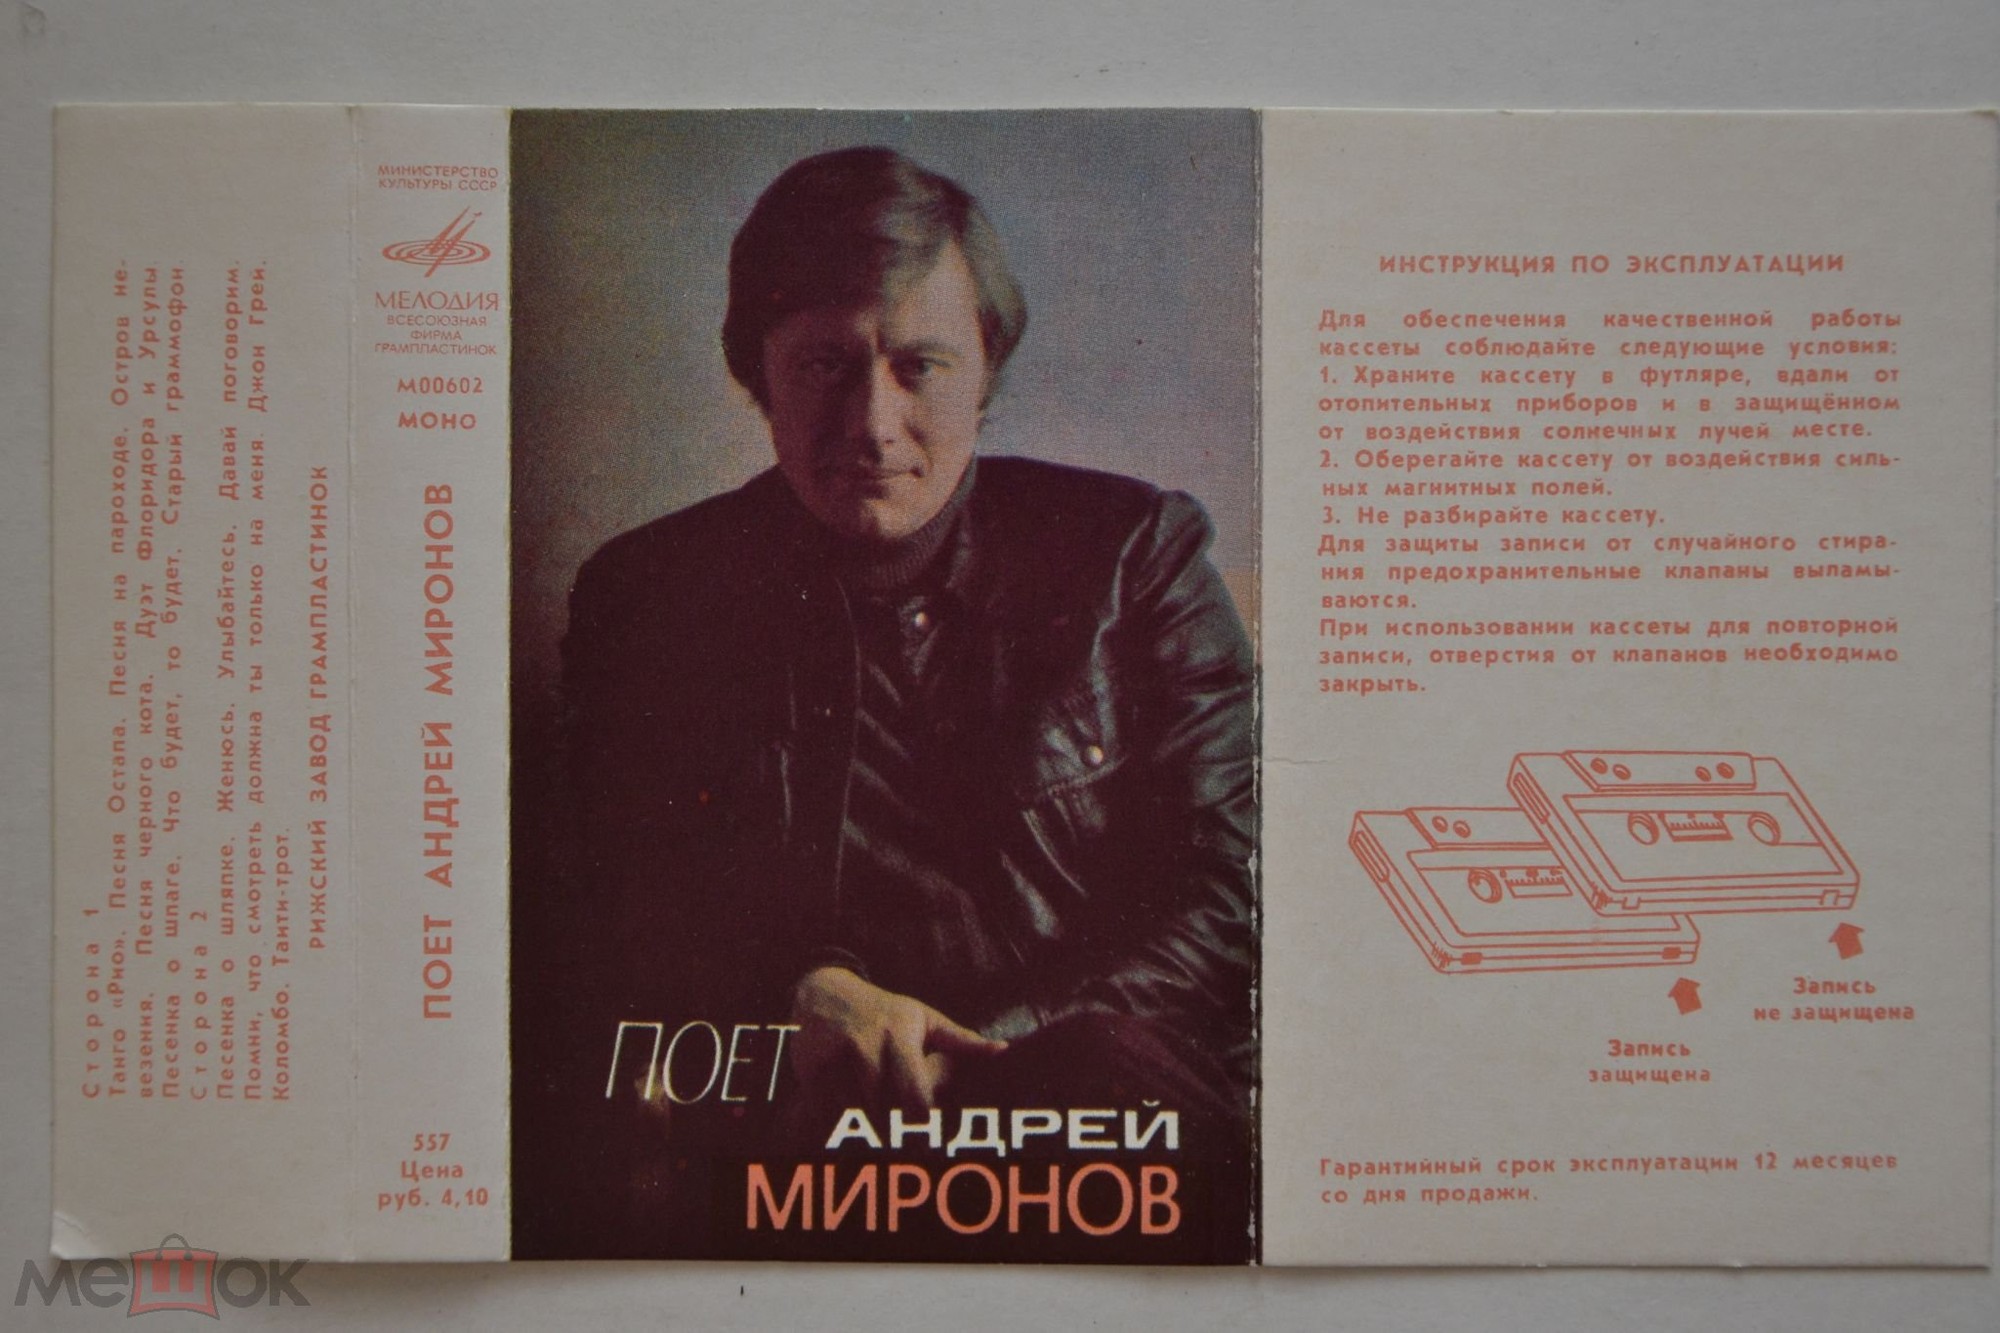 Сторона 1
Танго «Рио». Песня Остапа. Песня на пароходе. Остров не-
везения. Песня черного кота. Дуэт Флоридора и Урсулы.
Песенка о шпаге. Что будет, то будет. Старый граммофон.
Сторона 2
Песенка о шляпке. Женюсь. Улыбайтесь. Давай поговорим.
Помни, что смотреть должна ты только на меня. Джон Грей.
Коломбо. Таити-трот.
РИЖСКИЙ ЗАВОД ГРАМПЛАСТИНОК
МИНИСТЕРСТВО
КУЛЬТУРЫ СССР
МЕЛОДИЯ
ВСЕСОЮЗНАЯ
ФИРМА
ГРАМПЛАСТИНОК
М00602
МОНО
ПОЕТ АНДРЕЙ МИРОНОВ
557
Цена
руб. 4,10
ПОЕТ
АНДРЕЙ
МИРОНОВ
ИНСТРУКЦИЯ ПО ЭКСПЛУАТАЦИИ
Для обеспечения качественной работы
кассеты соблюдайте следующие условия:
1. Храните кассету в футляре, вдали от
отопительных приборов и в защищённом
от воздействия солнечных лучей месте.
2. Оберегайте кассету от воздействия силь-
ных магнитных полей.
3. Не разбирайте кассету.
Для защиты записи от случайного стира-
ния предохранительные клапаны выламы-
ваются.
При использовании кассеты для повторной
записи, отверстия от клапанов необходимо
закрыть.
Запись
не защищена
Запись
защищена
Гарантийный срок эксплуатации 12 месяцев
со дня продажи.
мешок